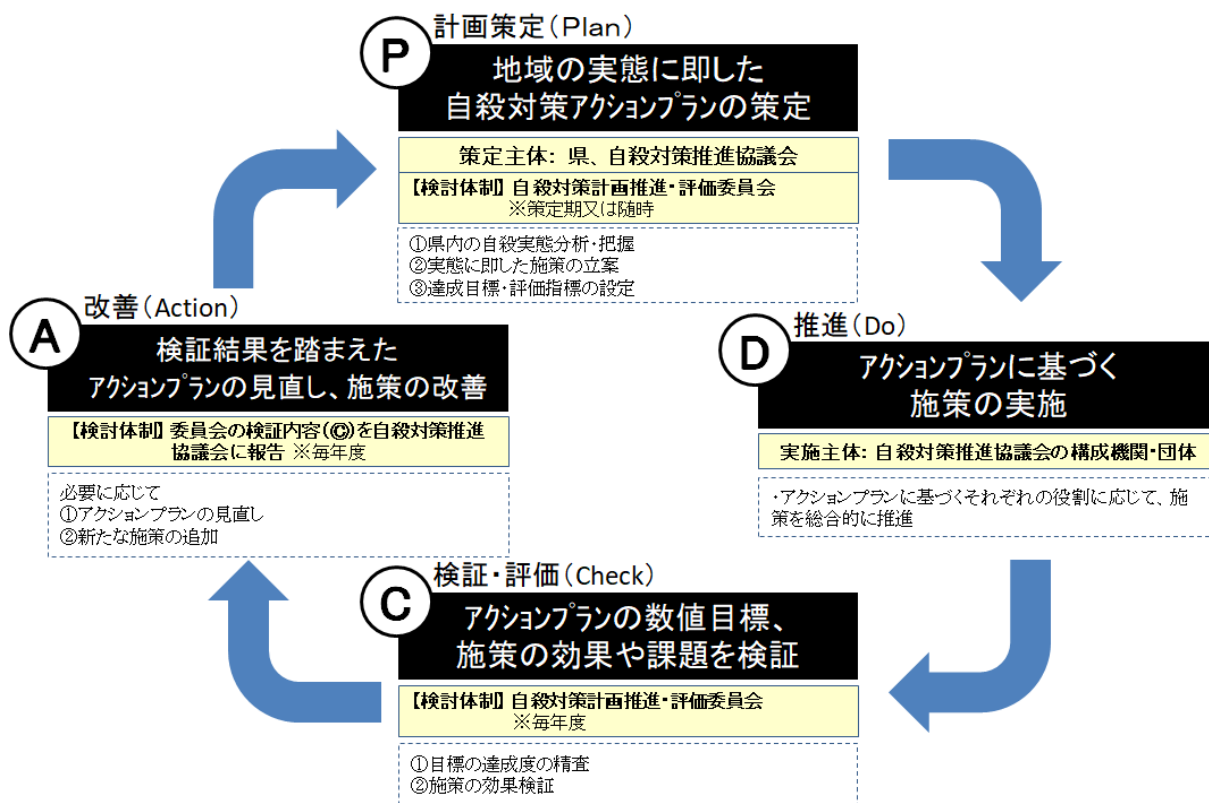 計画策定(Plan)
P
地域の実態に即した
自殺対策アクションプランの策定
策定主体: 県、自殺対策推進協議会
【検討体制】自殺対策計画推進・評価委員会
※策定期又は随時
①県内の自殺実態分析・把握
②実態に即した施策の立案
③達成目標・評価指標の設定
推進(Do)
D
アクションプランに基づく
施策の実施
実施主体: 自殺対策推進協議会の構成機関・団体
・アクションプランに基づくそれぞれの役割に応じて、施
策を総合的に推進
検証・評価(Check)
C
アクションプランの数値目標、
施策の効果や課題を検証
【検討体制】自殺対策計画推進・評価委員会
※毎年度
①目標の達成度の精査
②施策の効果検証
改善(Action)
A
検証結果を踏まえた
アクションプランの見直し、施策の改善
【検討体制】委員会の検証内容(Ⓒ)を自殺対策推進
協議会に報告 ※毎年度
必要に応じて
①アクションプランの見直し
②新たな施策の追加